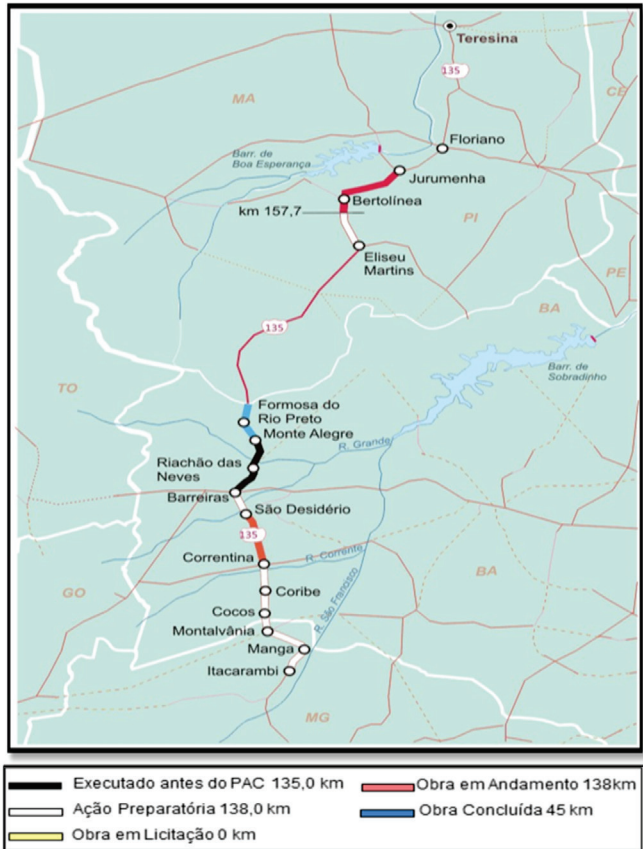 Teresina
135
MA
CE
Floriano
Barr. de
Boa Esperança
Jurumenha
Bertolínea
km 157,7
PI
Eliseu
Martins
PE
BA
135
Barr. de
Sobradinho
TO
Formosa do
Rio Preto
Monte Alegre
R. Grande
Riachão das
Neves
Barreiras
São Desidério
135
R. Corrente
Correntina
BA
GO
Coribe
R. São Francisco
Cocos
Montalvânia
Manga
Itacarambi
MG
Executado antes do PAC 135,0 km
Obra em Andamento 138km
Ação Preparatória 138,0 km
Obra Concluída 45 km
Obra em Licitação 0 km